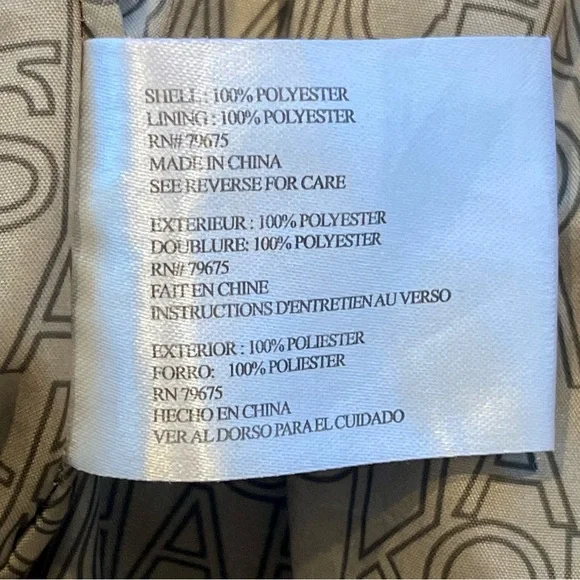 SHELL : 100% POLYESTER
LINING : 100% POLYESTER
RN# 79675
MADE IN CHINA
SEE REVERSE FOR CARE
EXTERIEUR : 100% POLYESTER
DOUBLURE: 100% POLYESTER
RN# 79675
FAIT EN CHINE
INSTRUCTIONS D'ENTRETIEN AU VERSO
EXTERIOR : 100% POLIESTER
FORRO: 100% POLIESTER
RN 79675
HECHO EN CHINA
VER AL DORSO PARA EL CUIDADO